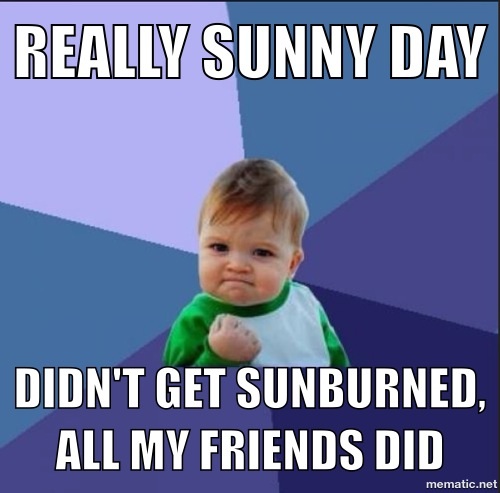 REALLY SUNNY DAY
DIDN'T GET SUNBURNED,
ALL MY FRIENDS DID
mematic.net